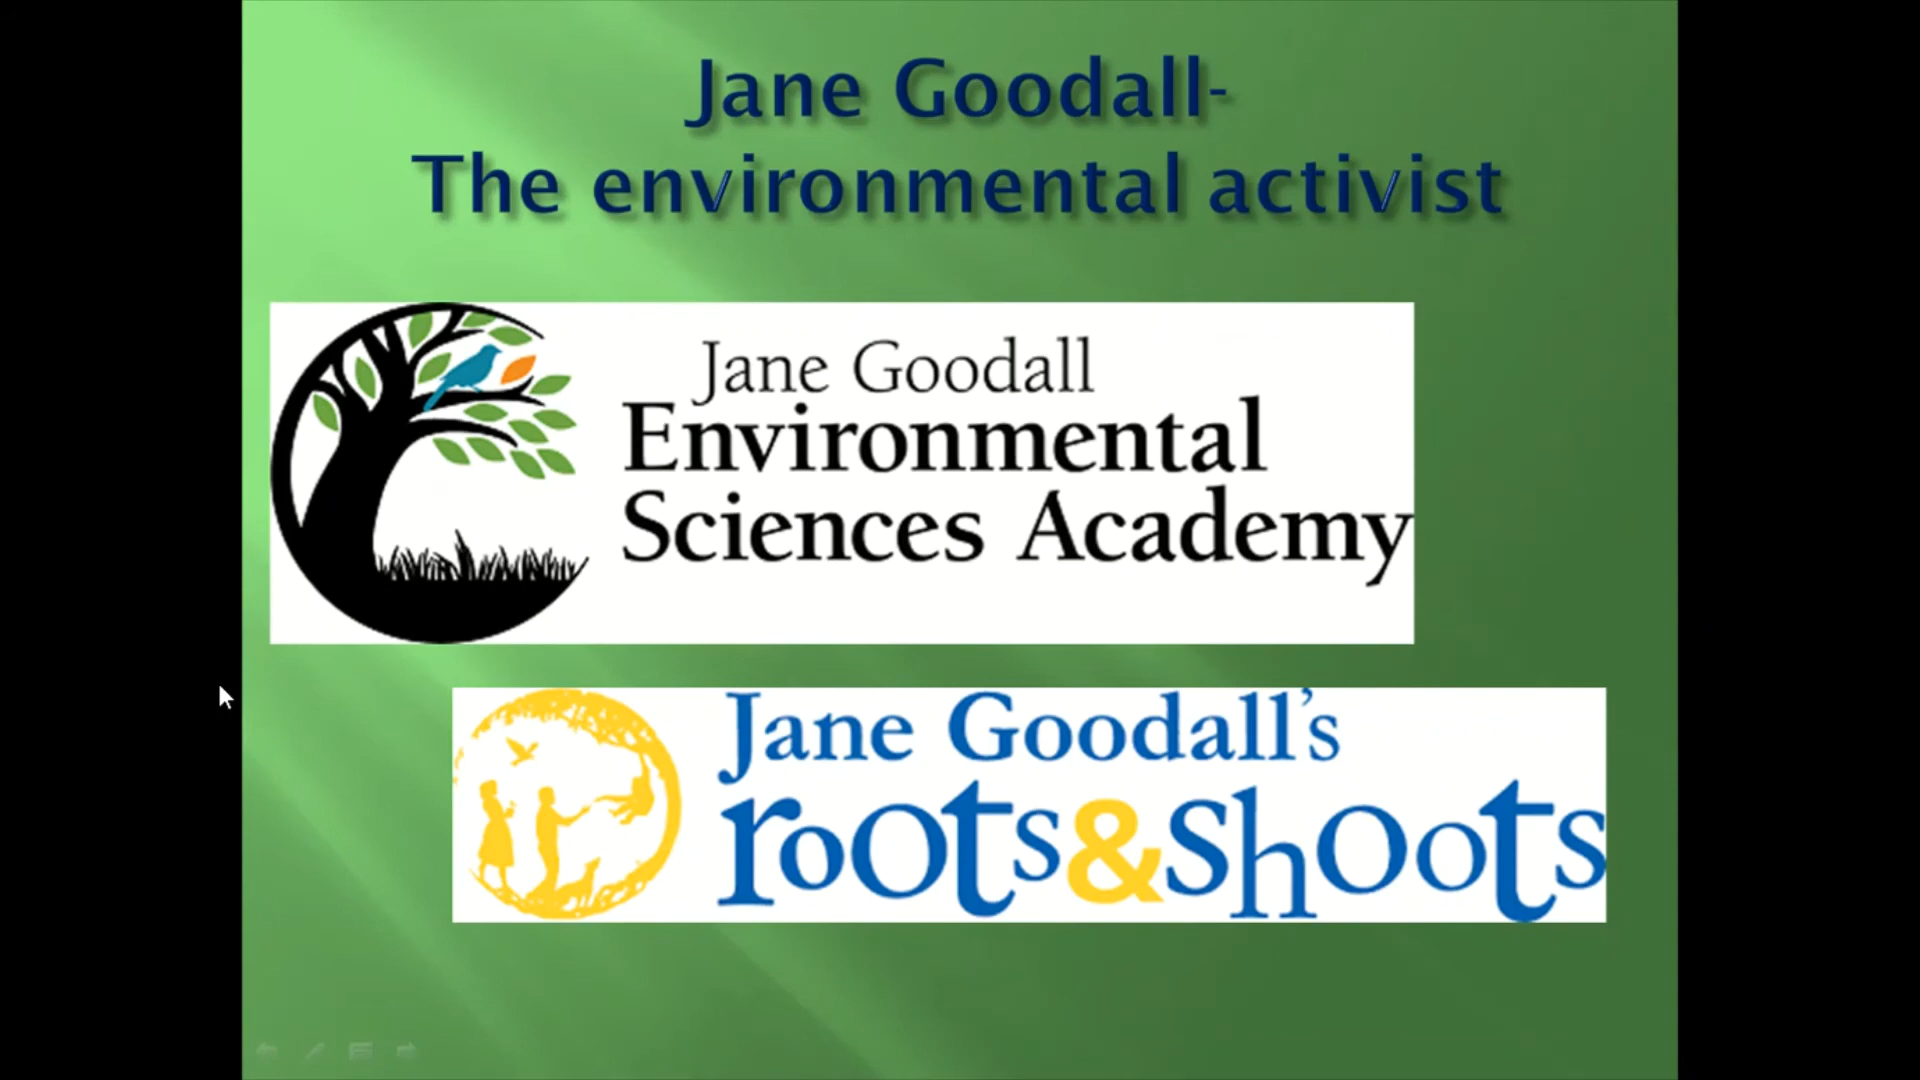 Jane Goodall-
The environmental activist
Jane Goodall
Environmental
Sciences Academy
Jane Goodall's
roots&shoots